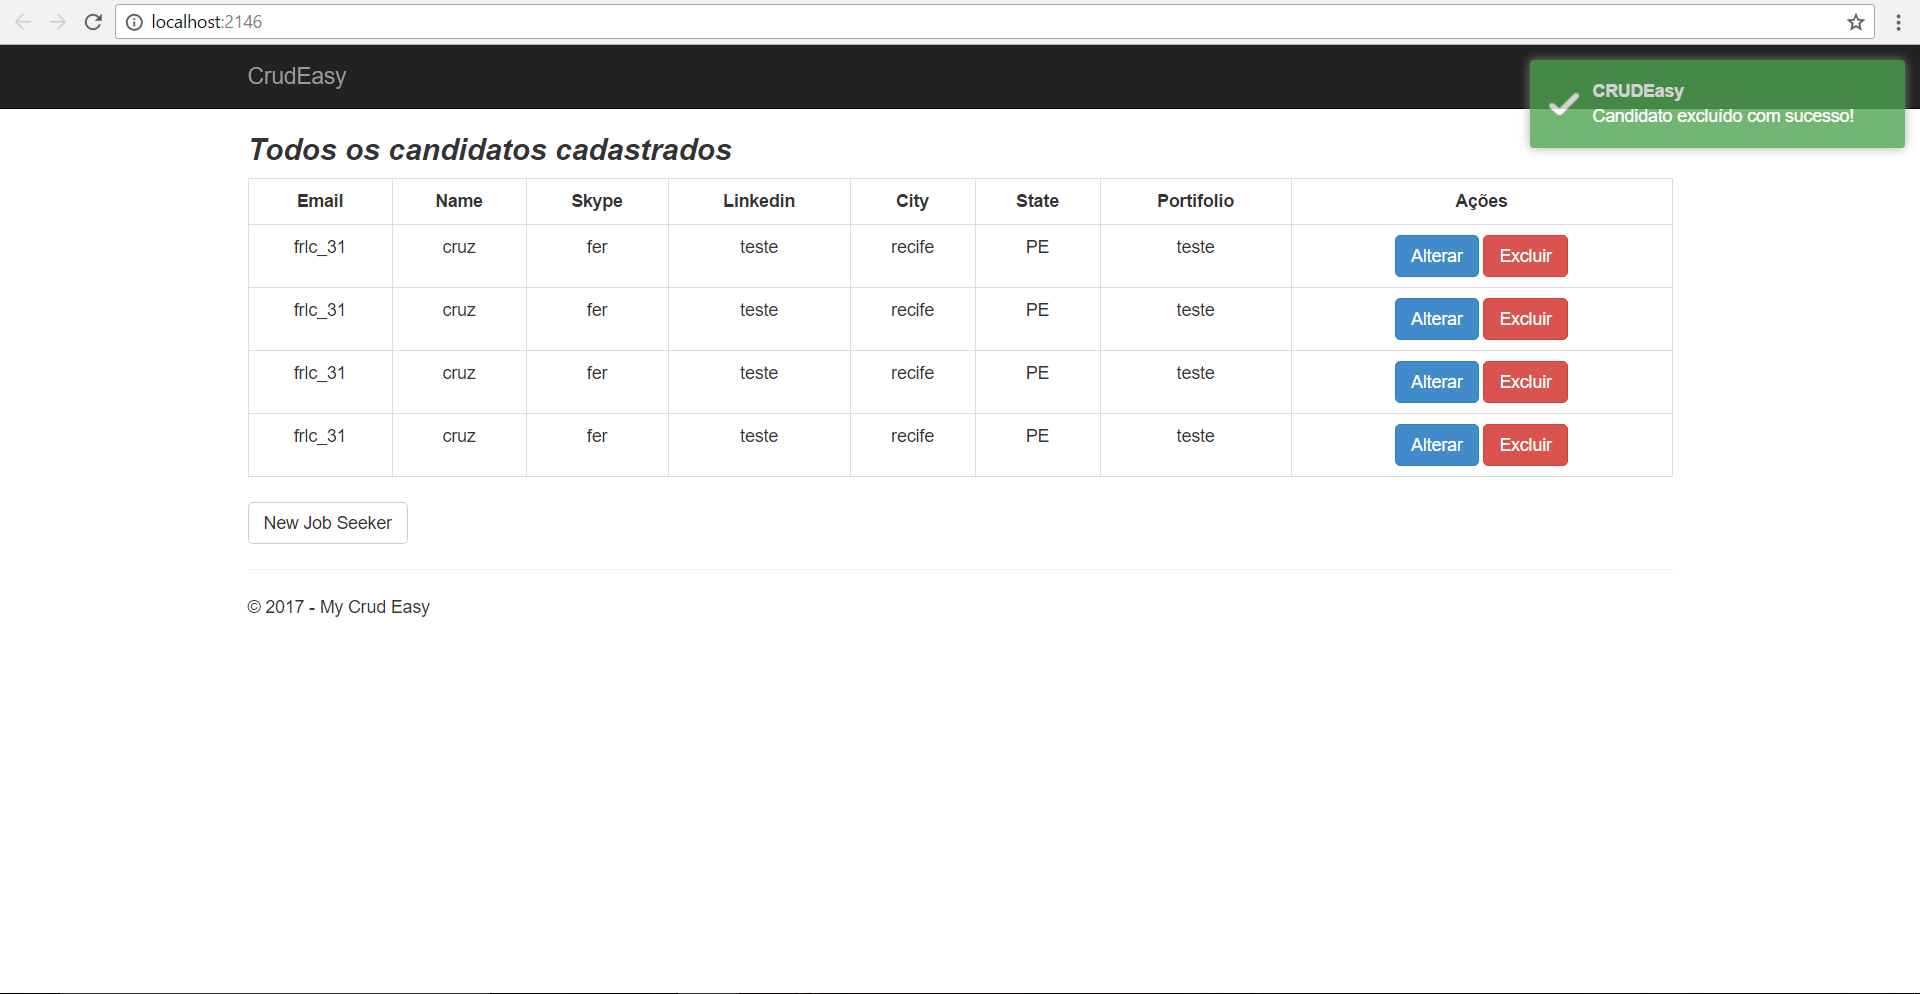 localhost:2146
CrudEasy
CRUDEasy
Candidato excluído com sucesso!
Todos os candidatos cadastrados
Email Name Skype Linkedin City State Portifolio Ações
frlc_31 cruz fer teste recife PE teste Alterar Excluir
frlc_31 cruz fer teste recife PE teste Alterar Excluir
frlc_31 cruz fer teste recife PE teste Alterar Excluir
frlc_31 cruz fer teste recife PE teste Alterar Excluir
New Job Seeker
© 2017 - My Crud Easy